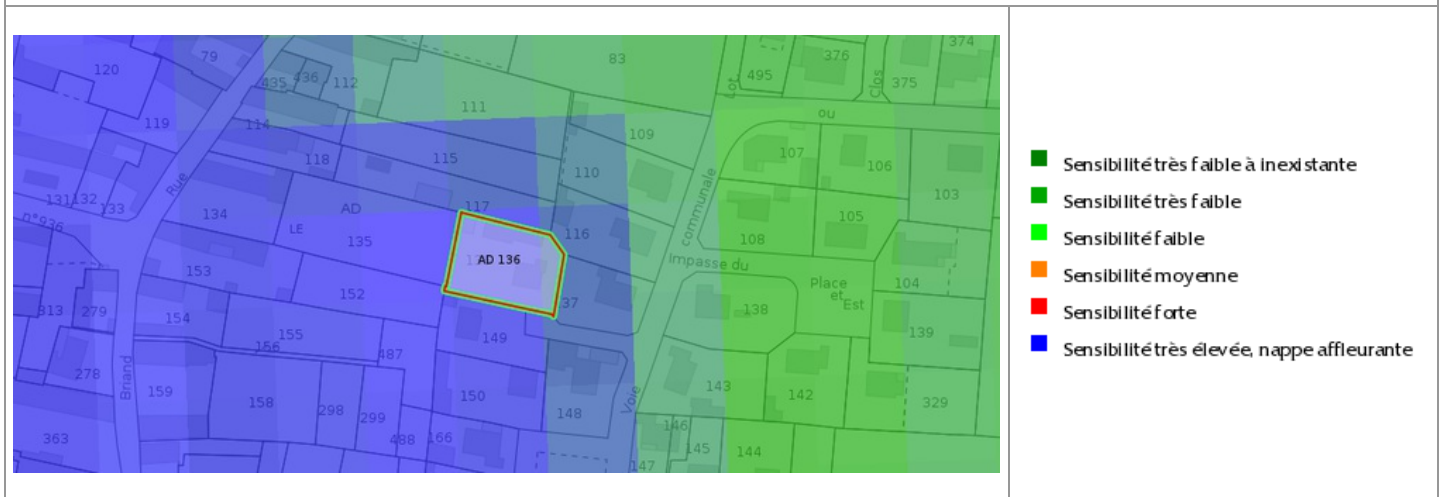 374
79
83
376
120
495
Clos
375
435
436
112
Lot.
111
ou
119
114
109
107
118
115
106
110
Rue
103
131
132
133
117
134
AD
105
n°936
LE
communale
135
116
108
AD 136
Impasse du
153
Place
104
152
et
37
Est
313
279
154
138
155
149
139
156
487
278
Briand
159
150
143
142
158
298
148
329
299
Voie
146
363
488
166
145
144
147
Sensibilité très faible à inexistante
Sensibilité très faible
Sensibilité faible
Sensibilité moyenne
Sensibilité forte
Sensibilité très élevée, nappe affleurante